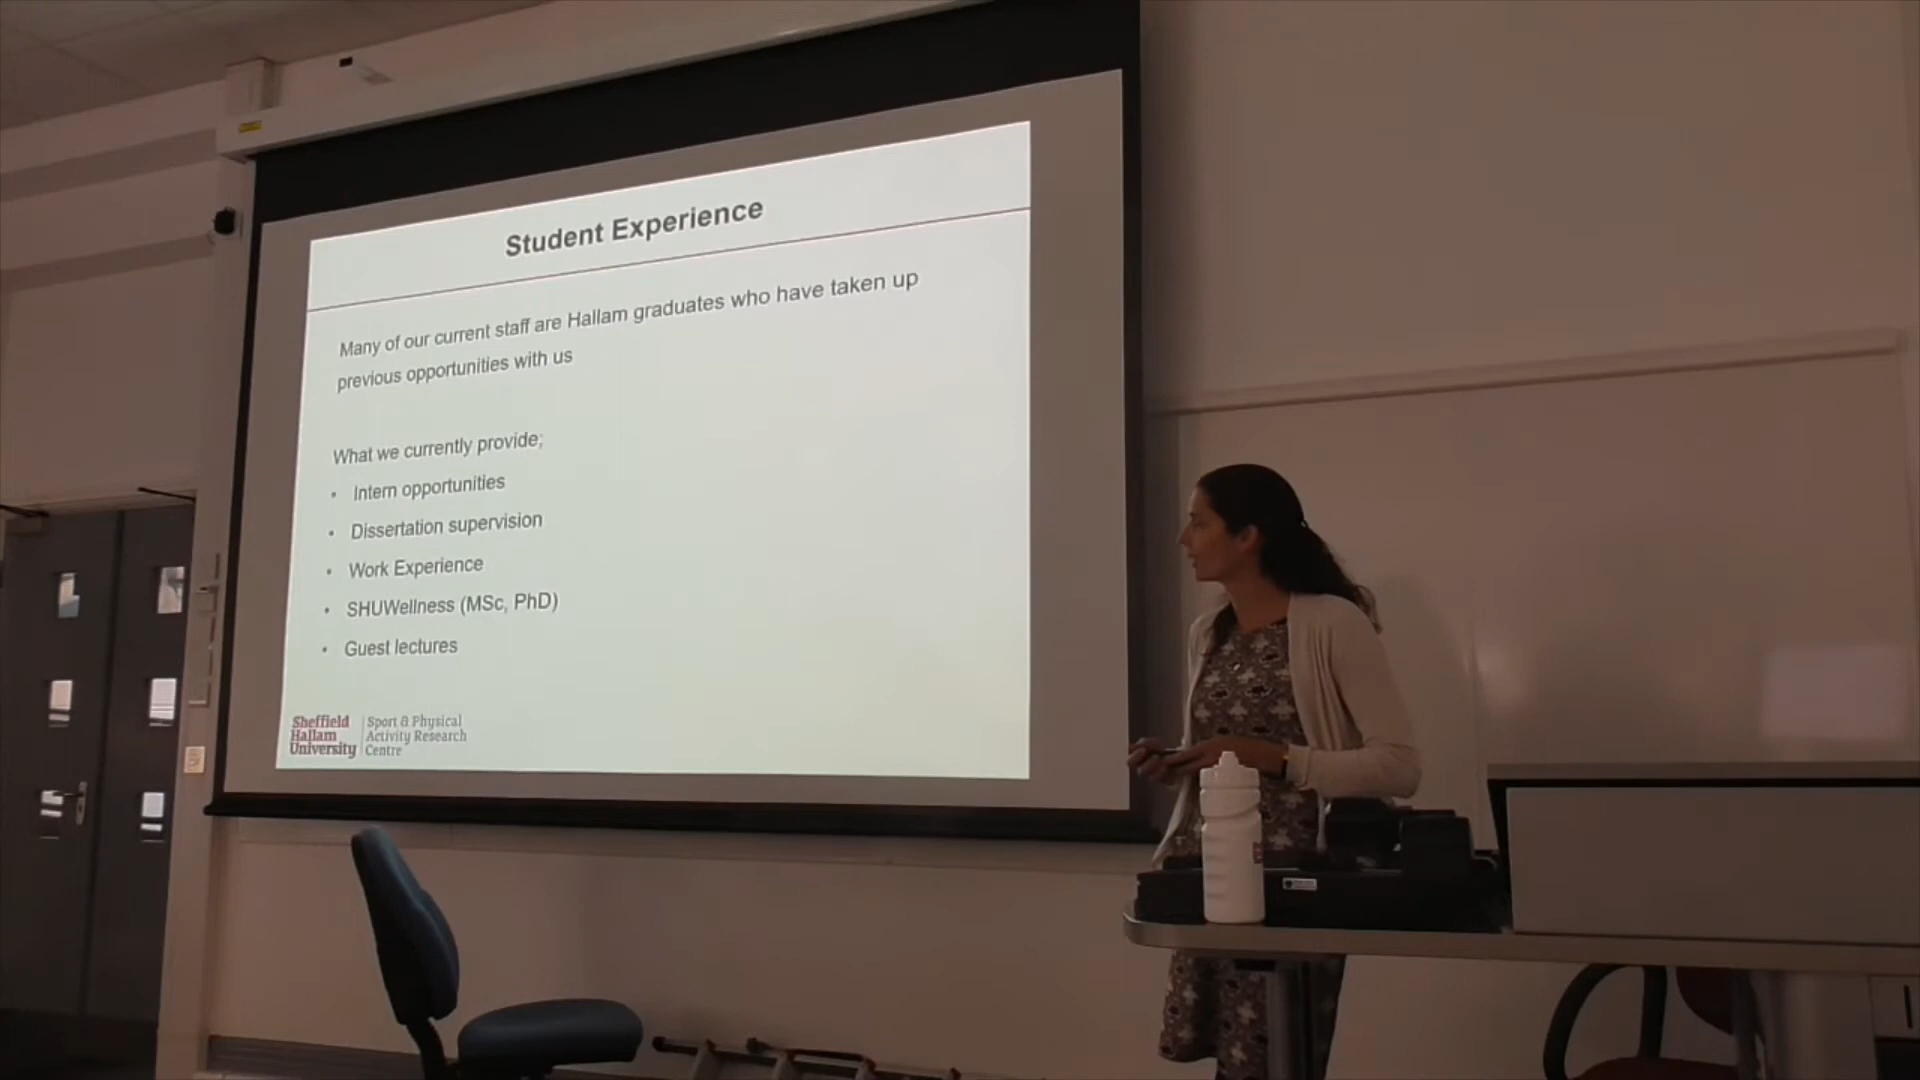 Student Experience
Many of our current staff are Hallam graduates who have taken up
previous opportunities with us
What we currently provide;
• Intern opportunities
• Dissertation supervision
• Work Experience
• SHUWellness (MSc, PhD)
• Guest lectures
Sheffield
Hallam
University
Sport & Physical
Activity Research
Centre